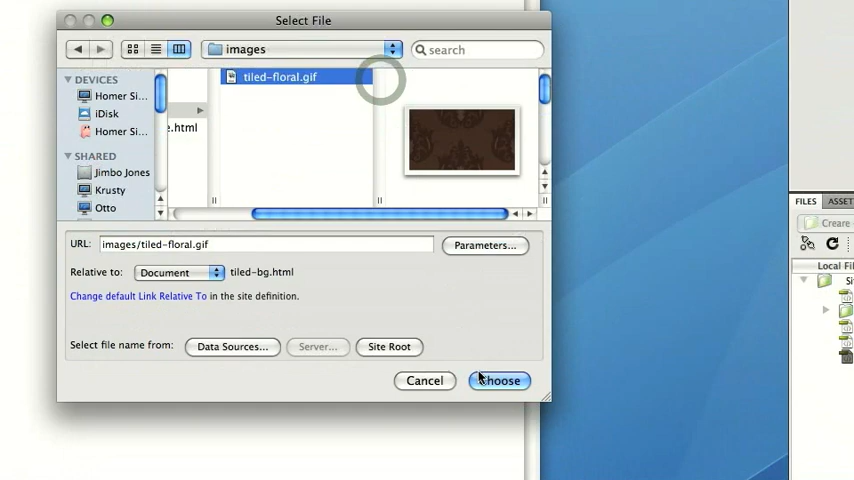 Select File
images
search
DEVICES
Homer Si...
iDisk
Homer Si...
SHARED
Jimbo Jones
Krusty
Otto
tiled-floral.gif
e.html
URL: images/tiled-floral.gif
Parameters...
Relative to: Document tiled-bg.html
Change default Link Relative To in the site definition.
Select file name from: Data Sources... Server... Site Root
Cancel
Choose
FILES ASSET
Creare
Local Fil
Si